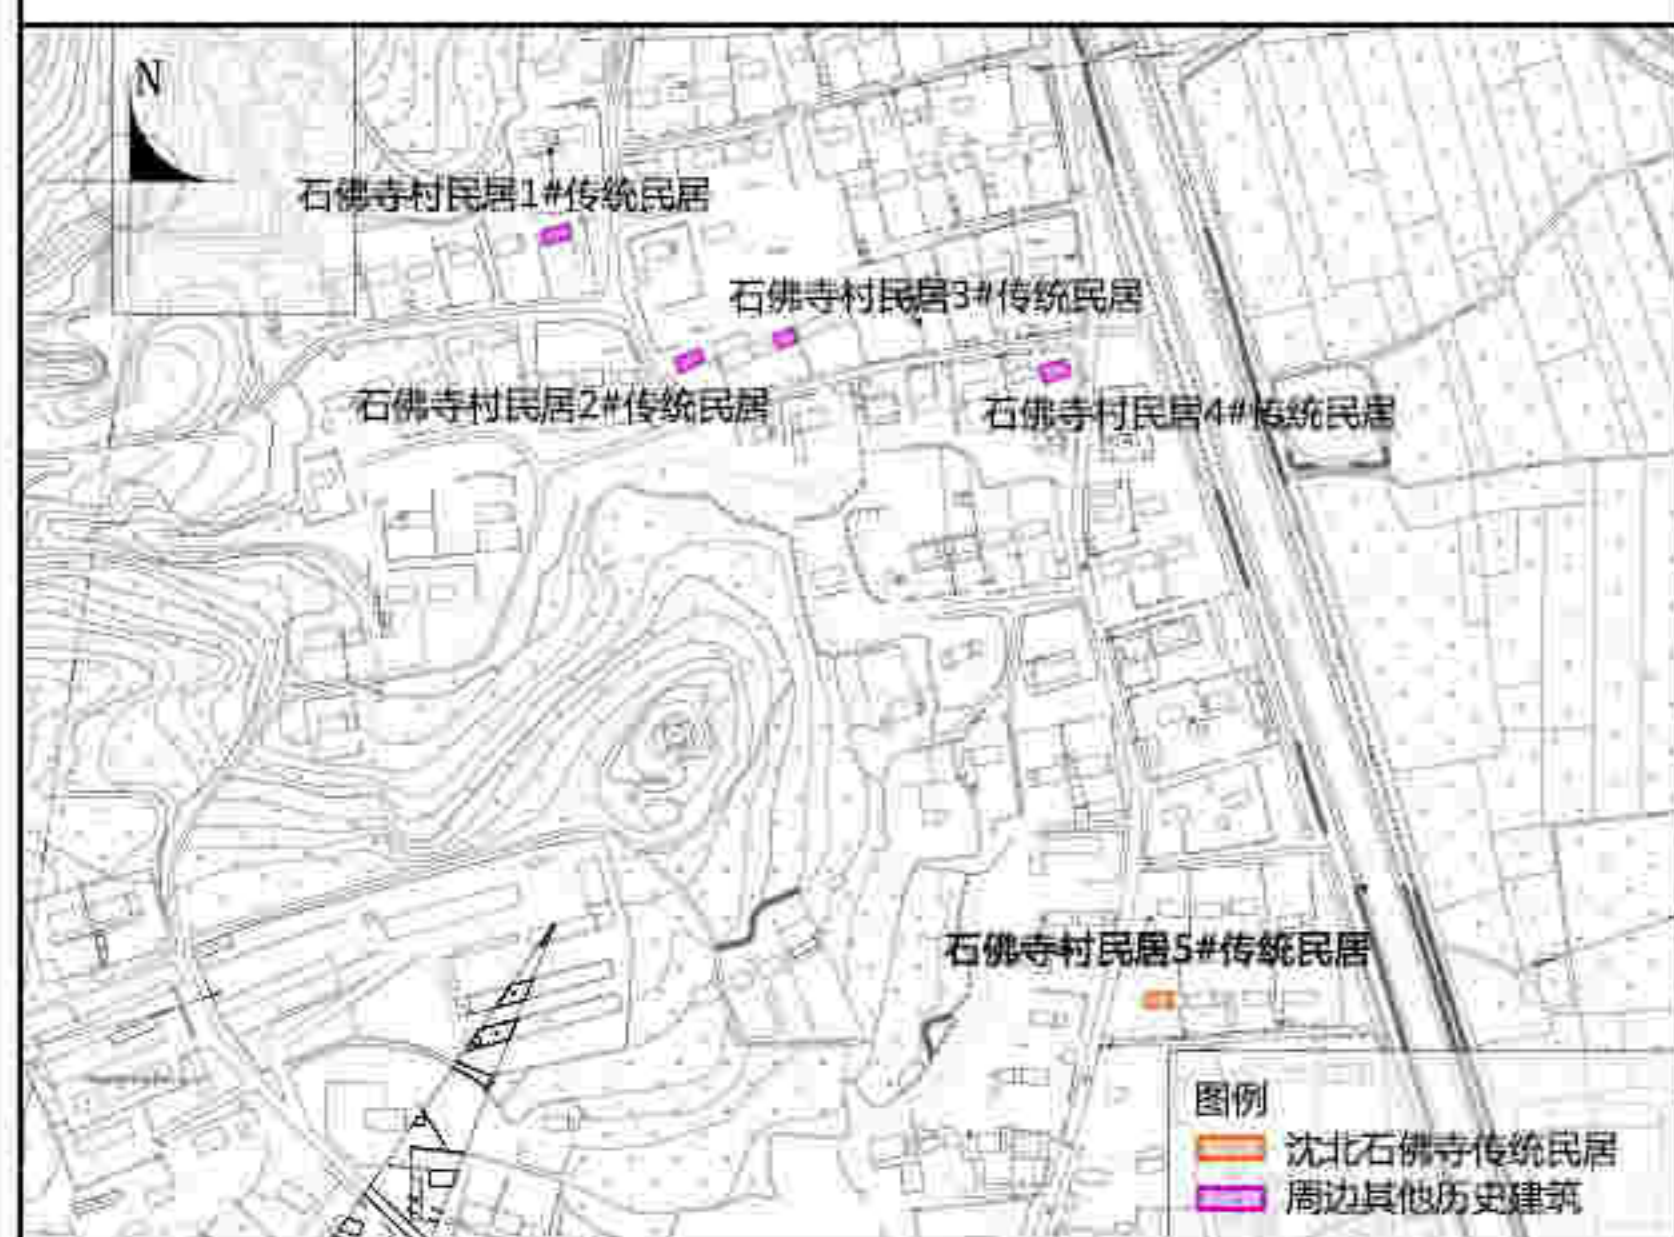 N
石佛寺村民居1#传统民居
石佛寺村民居3#传统民居
石佛寺村民居2#传统民居
石佛寺村民居4#传统民居
石佛寺村民居5#传统民居
图例
沈北石佛寺传统民居
周边其他历史建筑